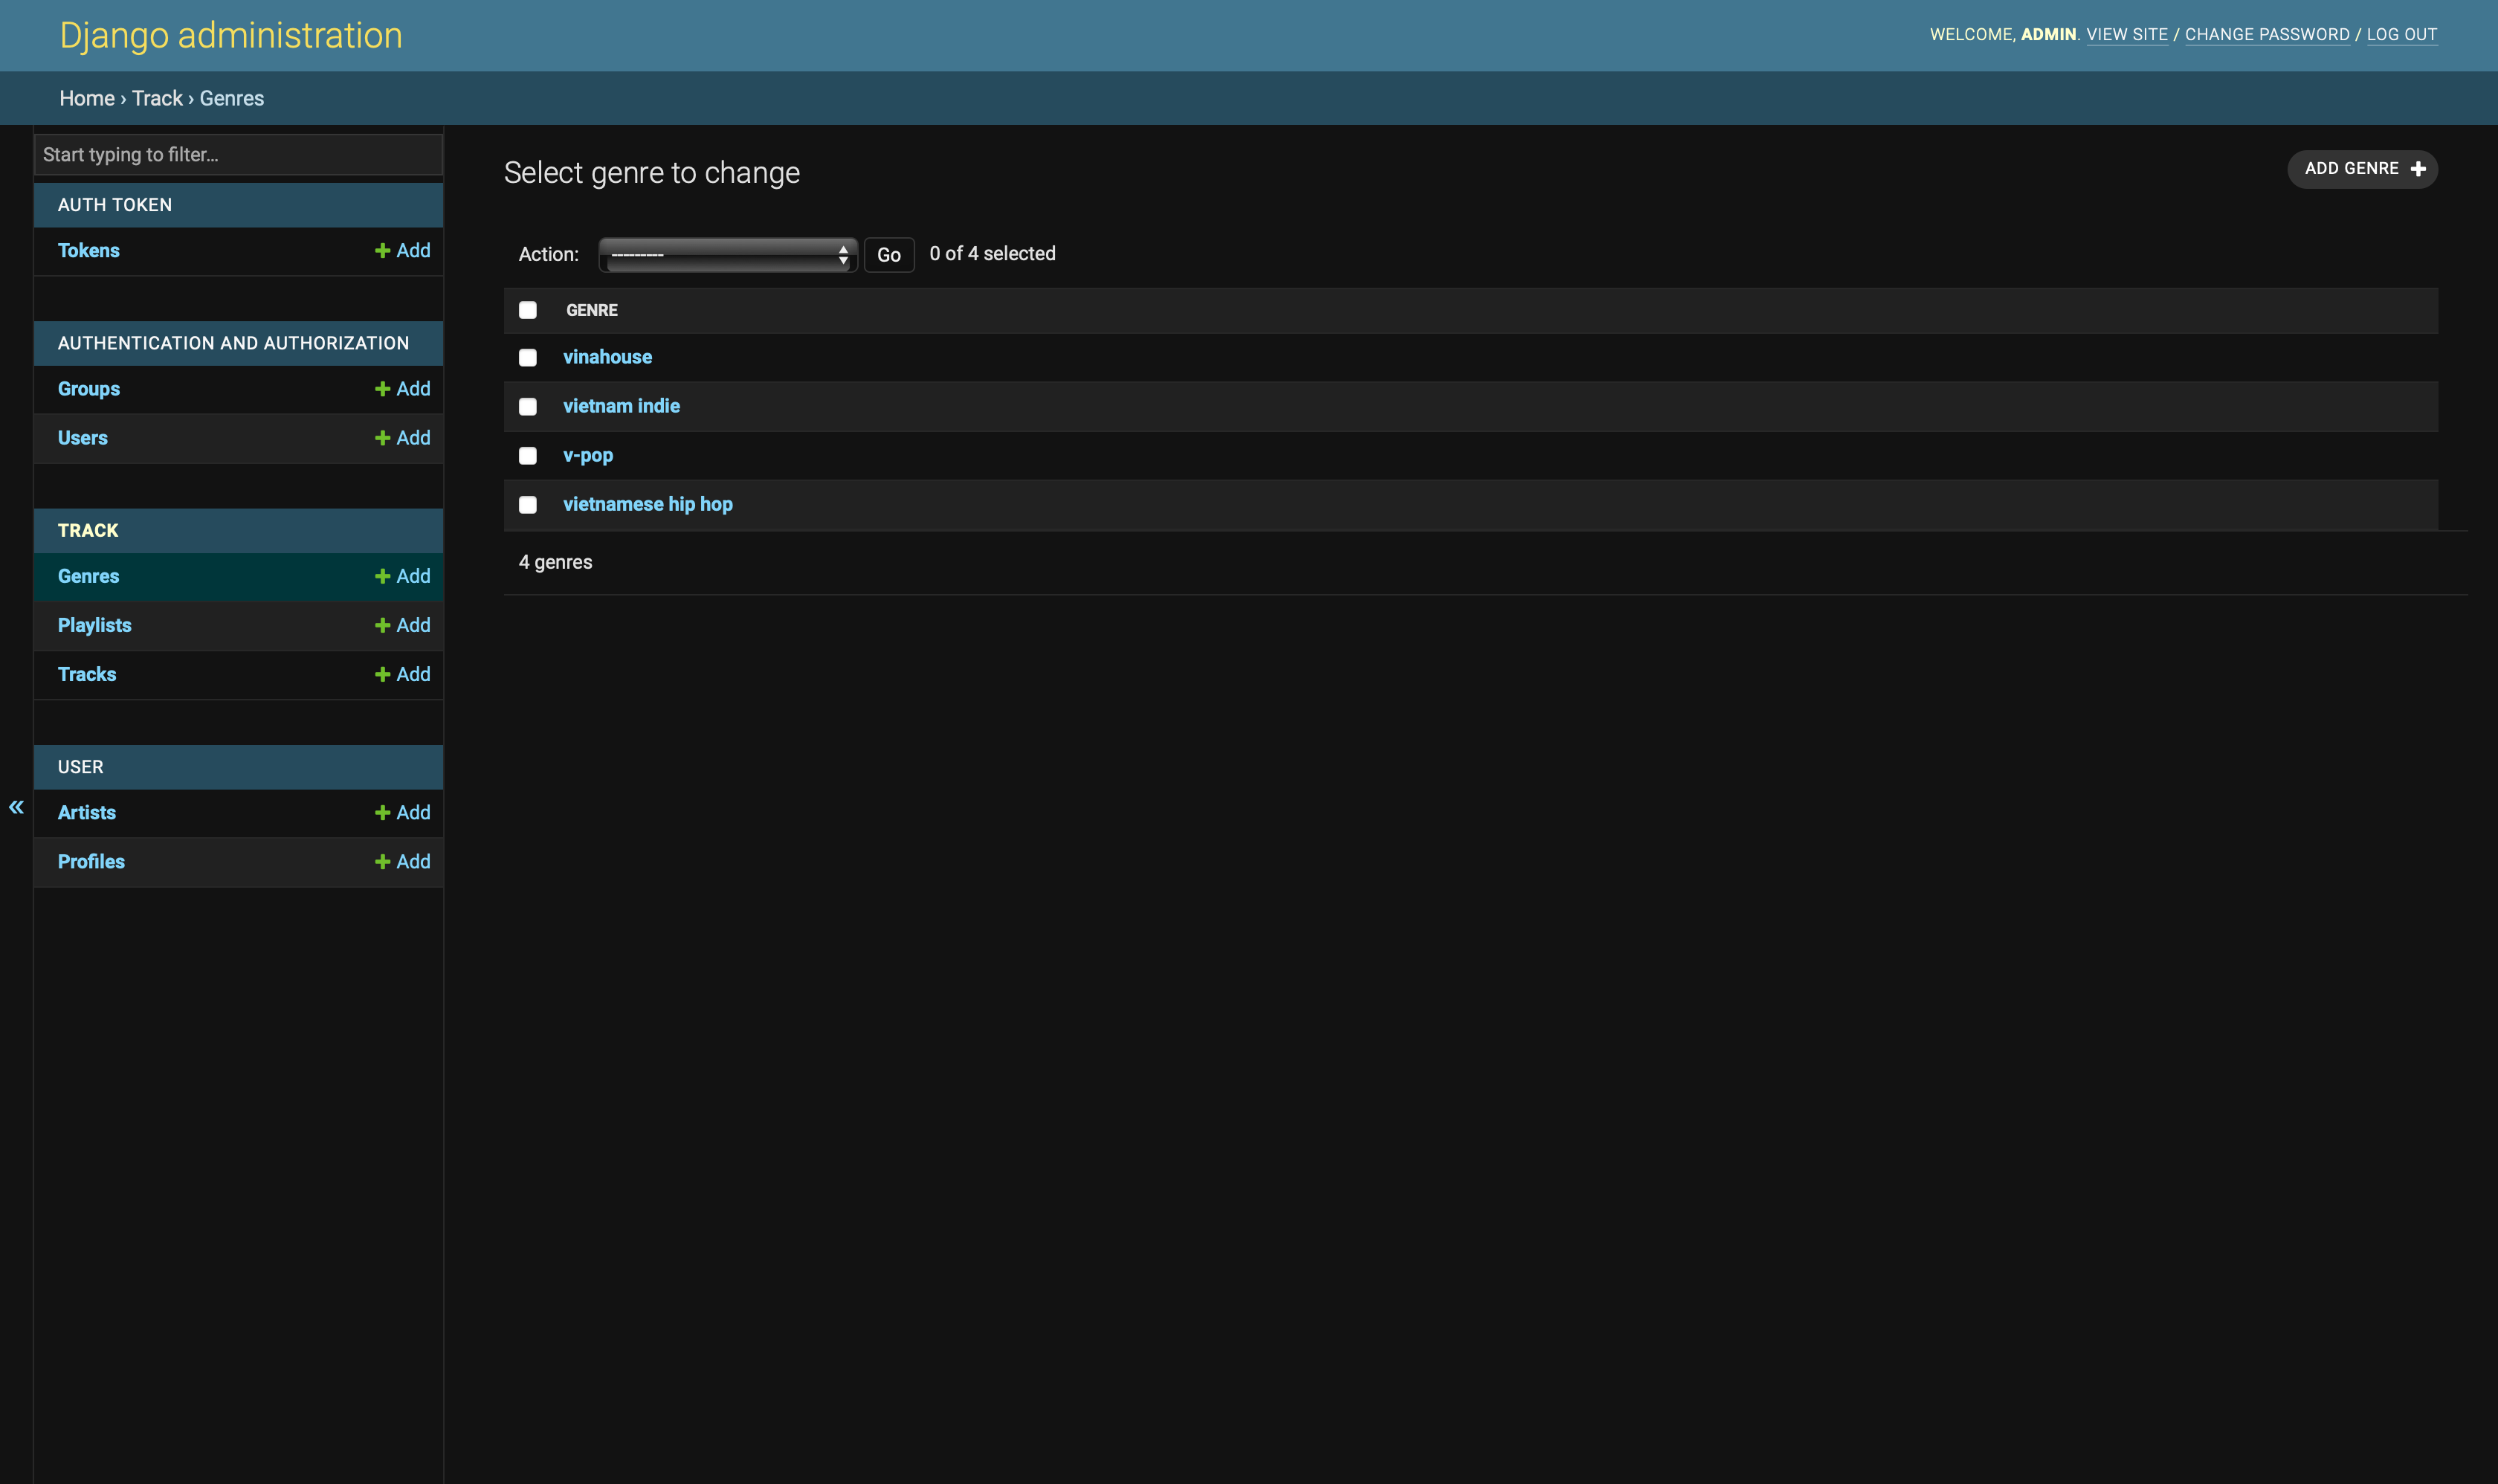 Django administration
WELCOME, ADMIN. VIEW SITE / CHANGE PASSWORD / LOG OUT
Home › Track › Genres
Start typing to filter...
AUTH TOKEN
Tokens + Add
AUTHENTICATION AND AUTHORIZATION
Groups + Add
Users + Add
TRACK
Genres + Add
Playlists + Add
Tracks + Add
USER
Artists + Add
Profiles + Add
«
Select genre to change
ADD GENRE +
Action: --------- Go 0 of 4 selected
GENRE
vinahouse
vietnam indie
v-pop
vietnamese hip hop
4 genres